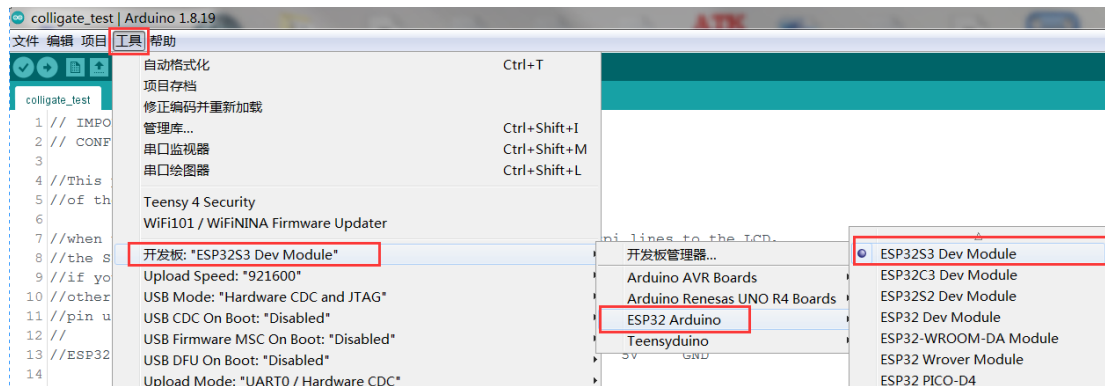 colligate_test | Arduino 1.8.19
文件 编辑 项目 工具 帮助
colligate_test
自动格式化 Ctrl+T
项目存档
修正编码并重新加载
管理库... Ctrl+Shift+I
串口监视器 Ctrl+Shift+M
串口绘图器 Ctrl+Shift+L
Teensy 4 Security
WiFi101 / WiFiNINA Firmware Updater
开发板: "ESP32S3 Dev Module"
Upload Speed: "921600"
USB Mode: "Hardware CDC and JTAG"
USB CDC On Boot: "Disabled"
USB Firmware MSC On Boot: "Disabled"
USB DFU On Boot: "Disabled"
Upload Mode: "UART0 / Hardware CDC"
开发板管理器...
Arduino AVR Boards
Arduino Renesas UNO R4 Boards
ESP32 Arduino
Teensyduino
ESP32S3 Dev Module
ESP32C3 Dev Module
ESP32S2 Dev Module
ESP32 Dev Module
ESP32-WROOM-DA Module
ESP32 Wrover Module
ESP32 PICO-D4
1 // IMPO
2 // CONF
3
4 //This
5 //of th
6
7 //when pi lines to the LCD,
8 //the S
9 //if yo
10 //other
11 //pin u
12 //
13 //ESP32 5V GND
14
ATK